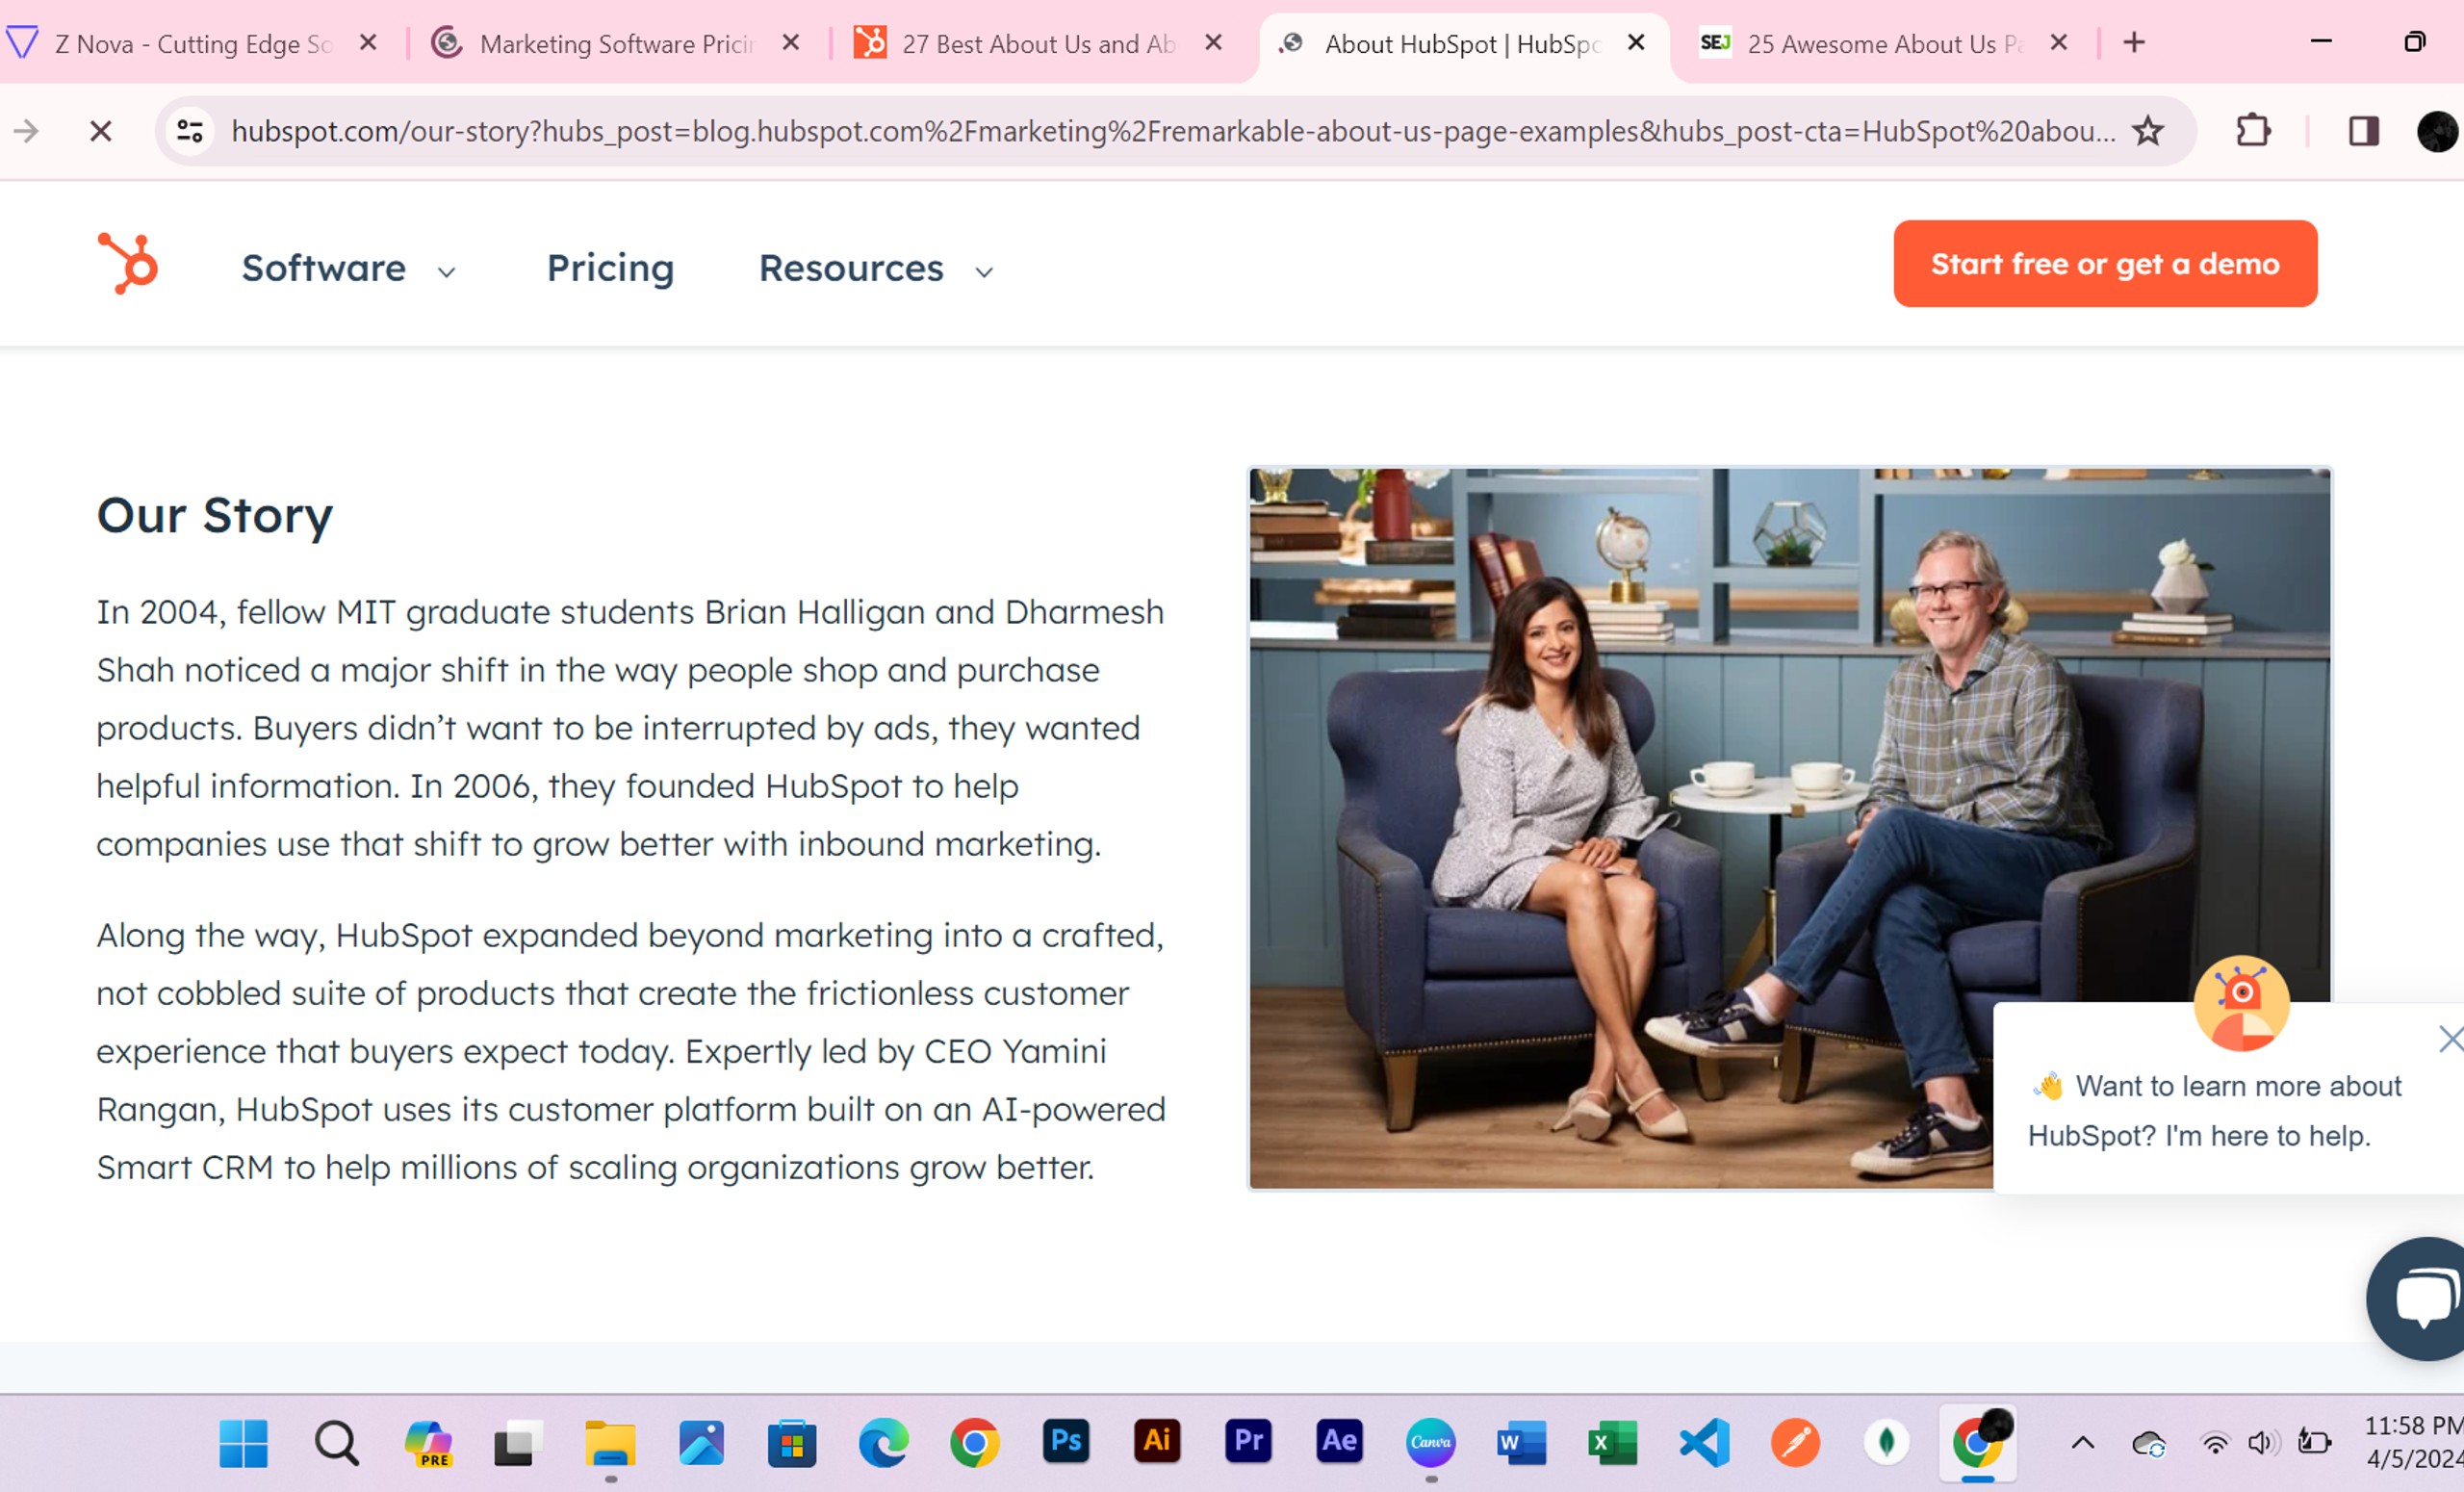 Z Nova - Cutting Edge So
Marketing Software Pricin
27 Best About Us and Ab
About HubSpot | HubSpo
SEJ
25 Awesome About Us Pa
hubspot.com/our-story?hubs_post=blog.hubspot.com%2Fmarketing%2Fremarkable-about-us-page-examples&hubs_post-cta=HubSpot%20abou...
Software
Pricing
Resources
Start free or get a demo
Our Story
In 2004, fellow MIT graduate students Brian Halligan and Dharmesh
Shah noticed a major shift in the way people shop and purchase
products. Buyers didn’t want to be interrupted by ads, they wanted
helpful information. In 2006, they founded HubSpot to help
companies use that shift to grow better with inbound marketing.
Along the way, HubSpot expanded beyond marketing into a crafted,
not cobbled suite of products that create the frictionless customer
experience that buyers expect today. Expertly led by CEO Yamini
Rangan, HubSpot uses its customer platform built on an AI-powered
Smart CRM to help millions of scaling organizations grow better.
👋 Want to learn more about
HubSpot? I'm here to help.
PRE
Ps
Ai
Pr
Ae
Canva
W
X
11:58 PM
4/5/2024